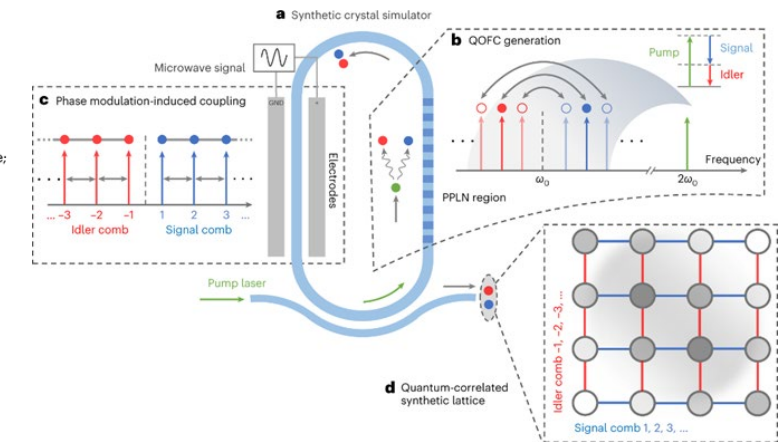 a Synthetic crystal simulator
Microwave signal
b QOFC generation
Pump
Signal
Idler
...
...
ω₀
2ω₀
Frequency
PPLN region
c Phase modulation-induced coupling
...
...
... −3 −2 −1 1 2 3 ...
Idler comb Signal comb
GND
+
Electrodes
e;
Pump laser
d Quantum-correlated
synthetic lattice
Idler comb −1, −2, −3, ...
Signal comb 1, 2, 3, ...